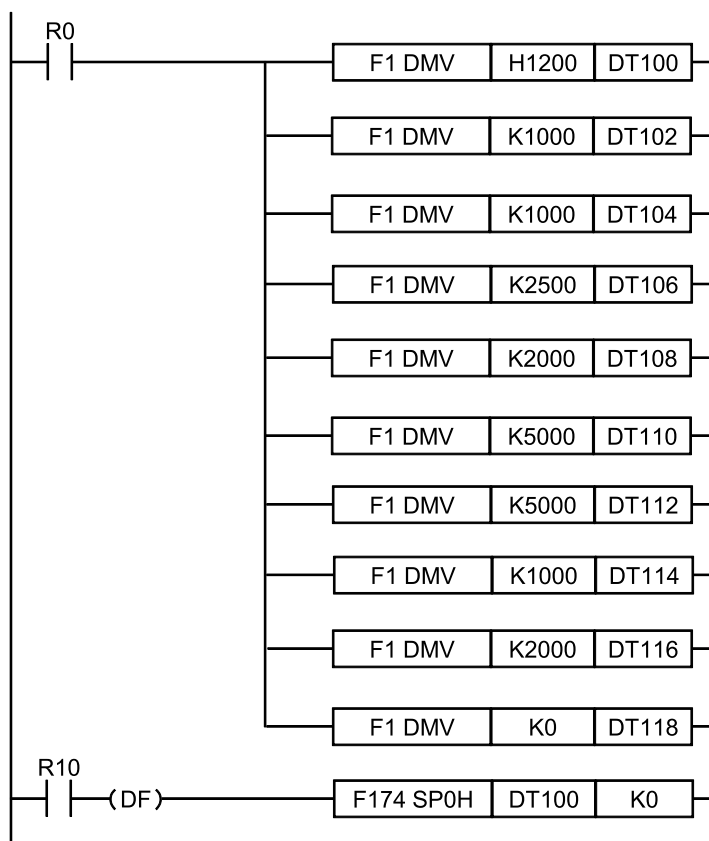 R0
F1 DMV H1200 DT100
F1 DMV K1000 DT102
F1 DMV K1000 DT104
F1 DMV K2500 DT106
F1 DMV K2000 DT108
F1 DMV K5000 DT110
F1 DMV K5000 DT112
F1 DMV K1000 DT114
F1 DMV K2000 DT116
F1 DMV K0 DT118
R10
(DF) F174 SP0H DT100 K0